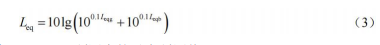 L_eq = 10lg(10^{0.1L_eqg} + 10^{0.1L_eqb}) (3)